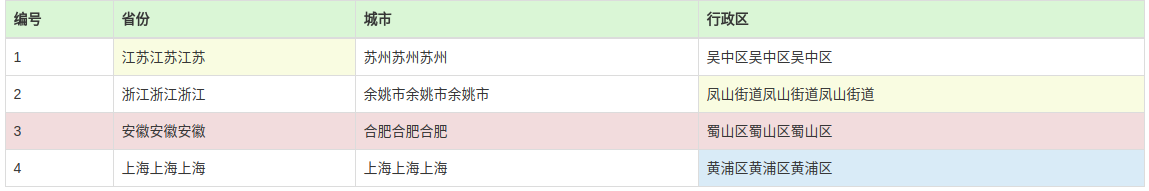 编号 省份 城市 行政区
1 江苏江苏江苏 苏州苏州苏州 吴中区吴中区吴中区
2 浙江浙江浙江 余姚市余姚市余姚市 凤山街道凤山街道凤山街道
3 安徽安徽安徽 合肥合肥合肥 蜀山区蜀山区蜀山区
4 上海上海上海 上海上海上海 黄浦区黄浦区黄浦区